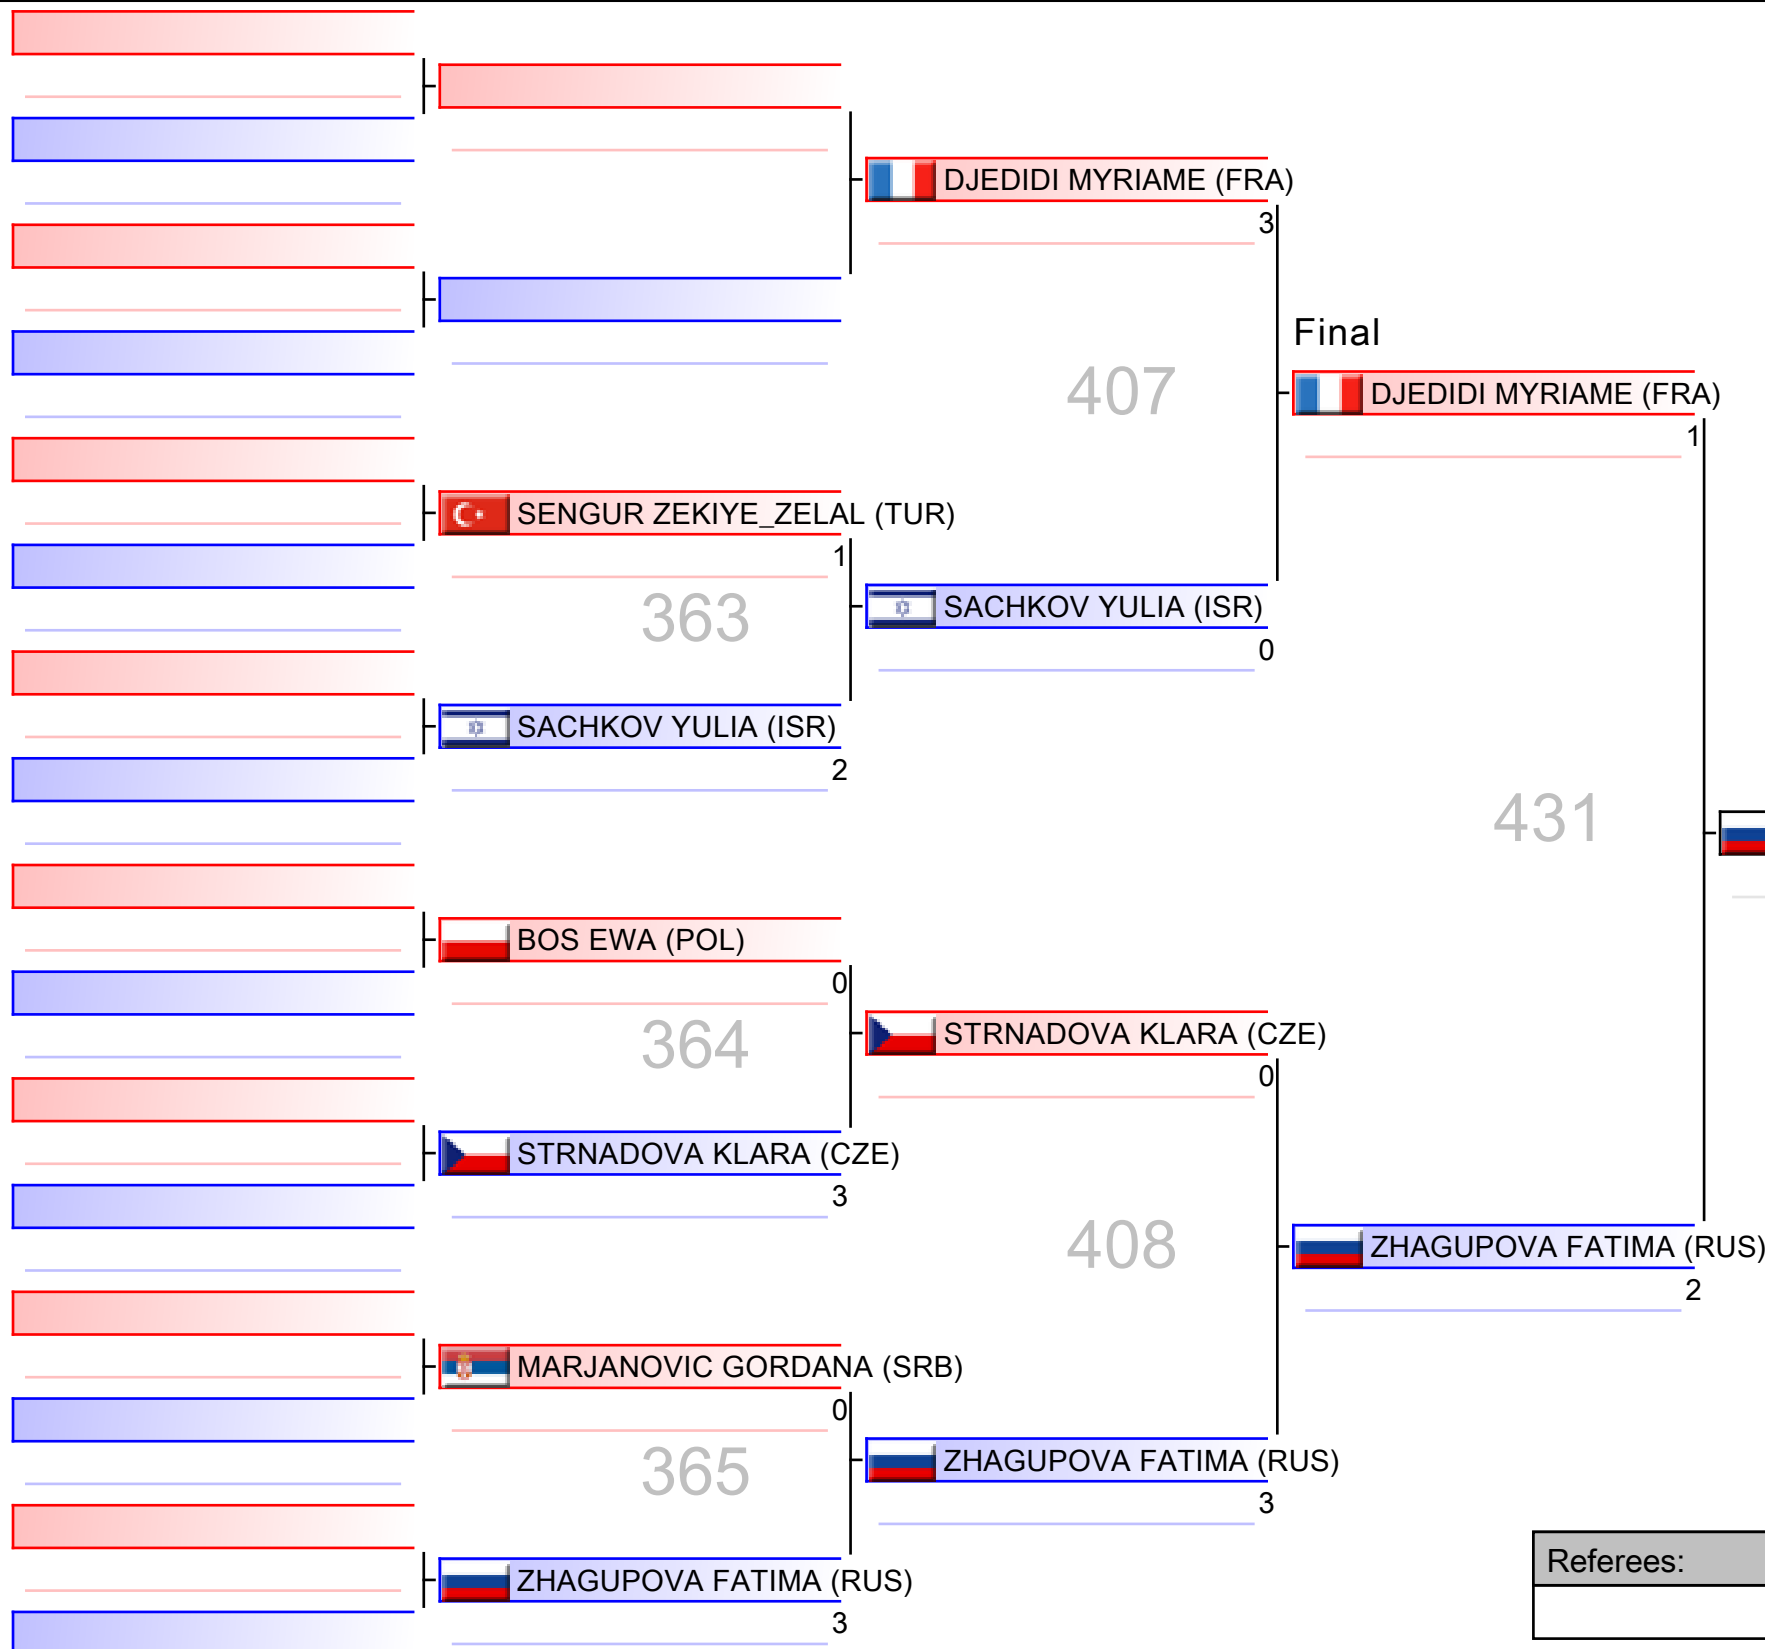 DJEDIDI MYRIAME (FRA)
3
Final
407
DJEDIDI MYRIAME (FRA)
1
SENGUR ZEKIYE_ZELAL (TUR)
1
363
SACHKOV YULIA (ISR)
0
SACHKOV YULIA (ISR)
2
431
BOS EWA (POL)
0
364
STRNADOVA KLARA (CZE)
0
STRNADOVA KLARA (CZE)
3
408
ZHAGUPOVA FATIMA (RUS)
2
MARJANOVIC GORDANA (SRB)
0
365
ZHAGUPOVA FATIMA (RUS)
3
Referees:
ZHAGUPOVA FATIMA (RUS)
3